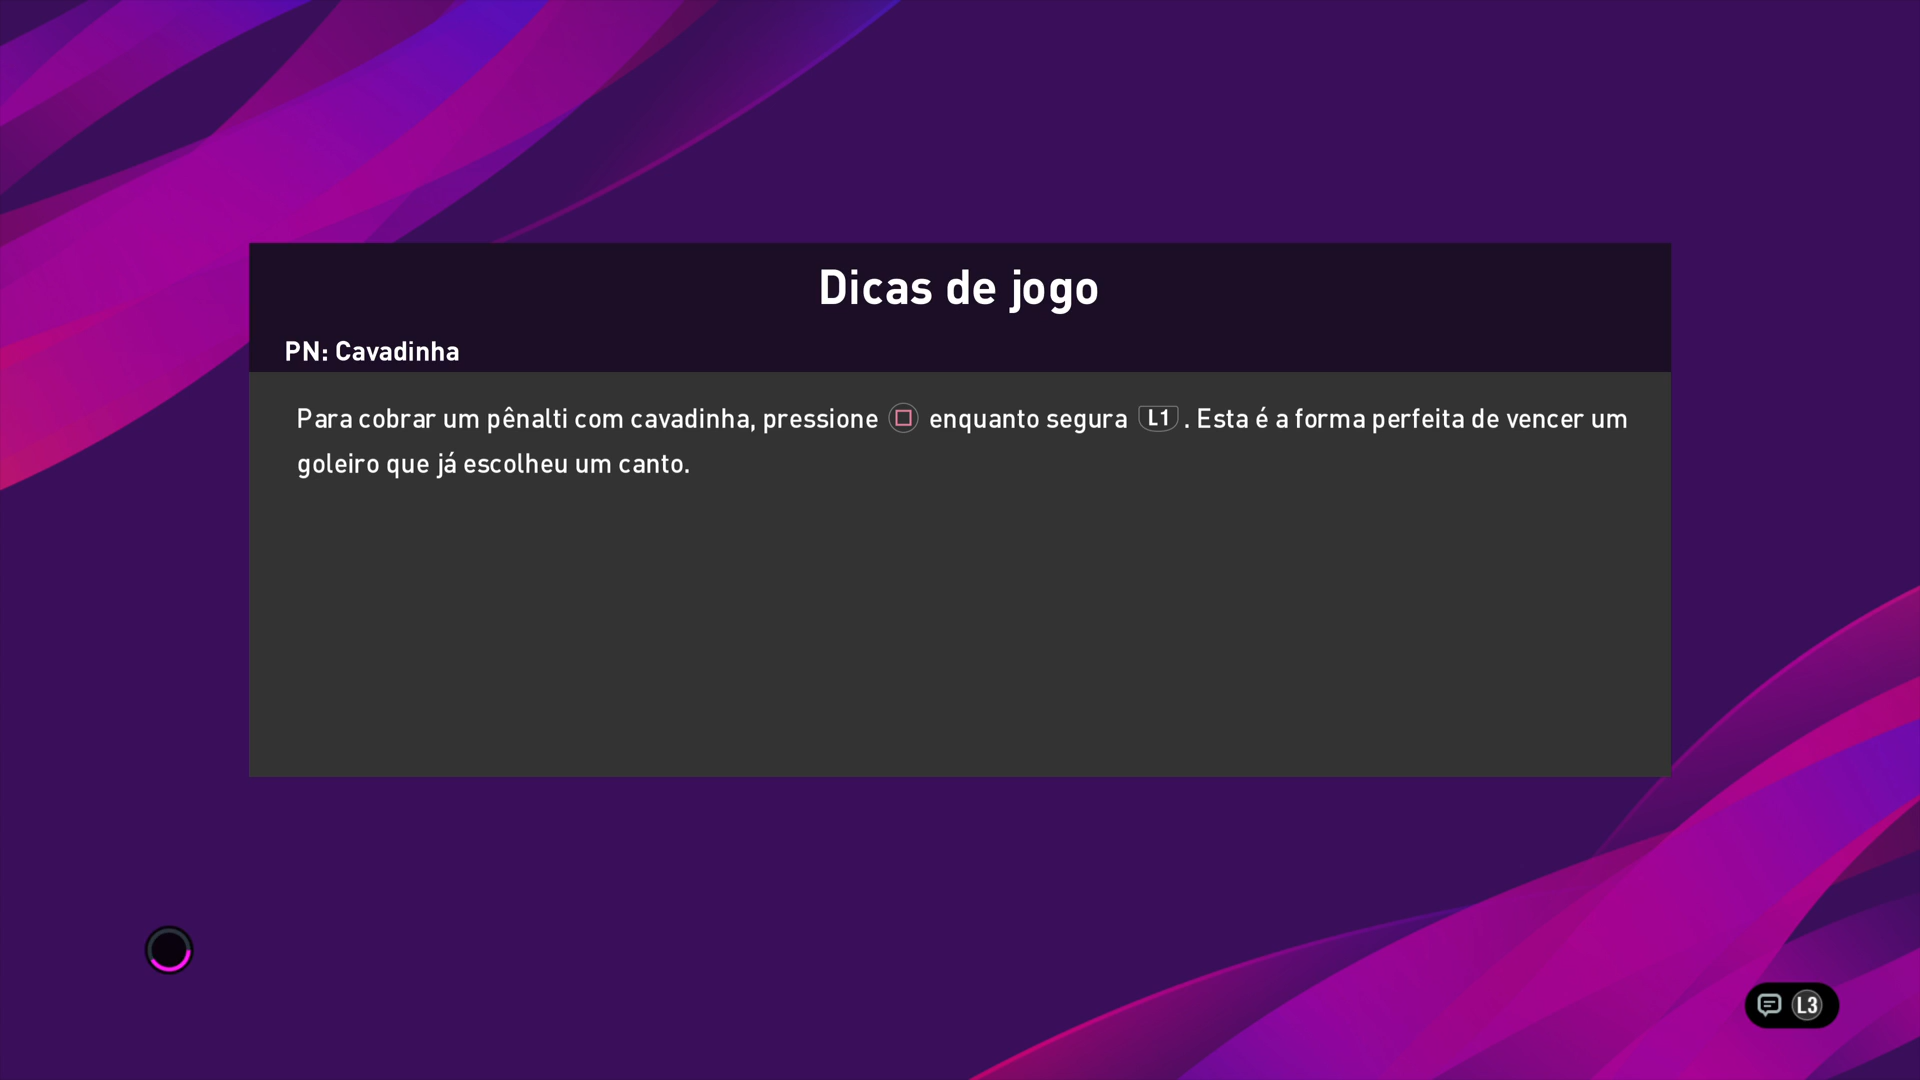 Dicas de jogo
PN: Cavadinha
Para cobrar um pênalti com cavadinha, pressione enquanto segura L1. Esta é a forma perfeita de vencer um
goleiro que já escolheu um canto.
L3